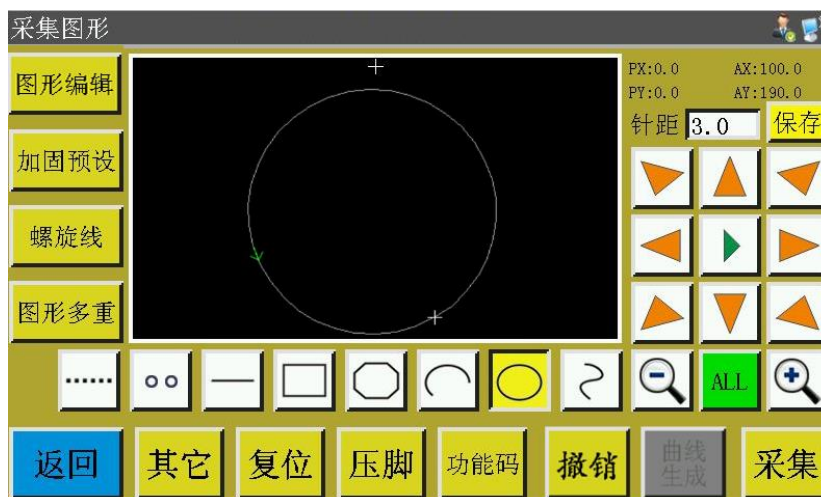 采集图形
图形编辑
PX:0.0 AX:100.0
PY:0.0 AY:190.0
针距 3.0 保存
加固预设
螺旋线
图形多重
ALL
返回 其它 复位 压脚 功能码 撤销 曲线生成 采集